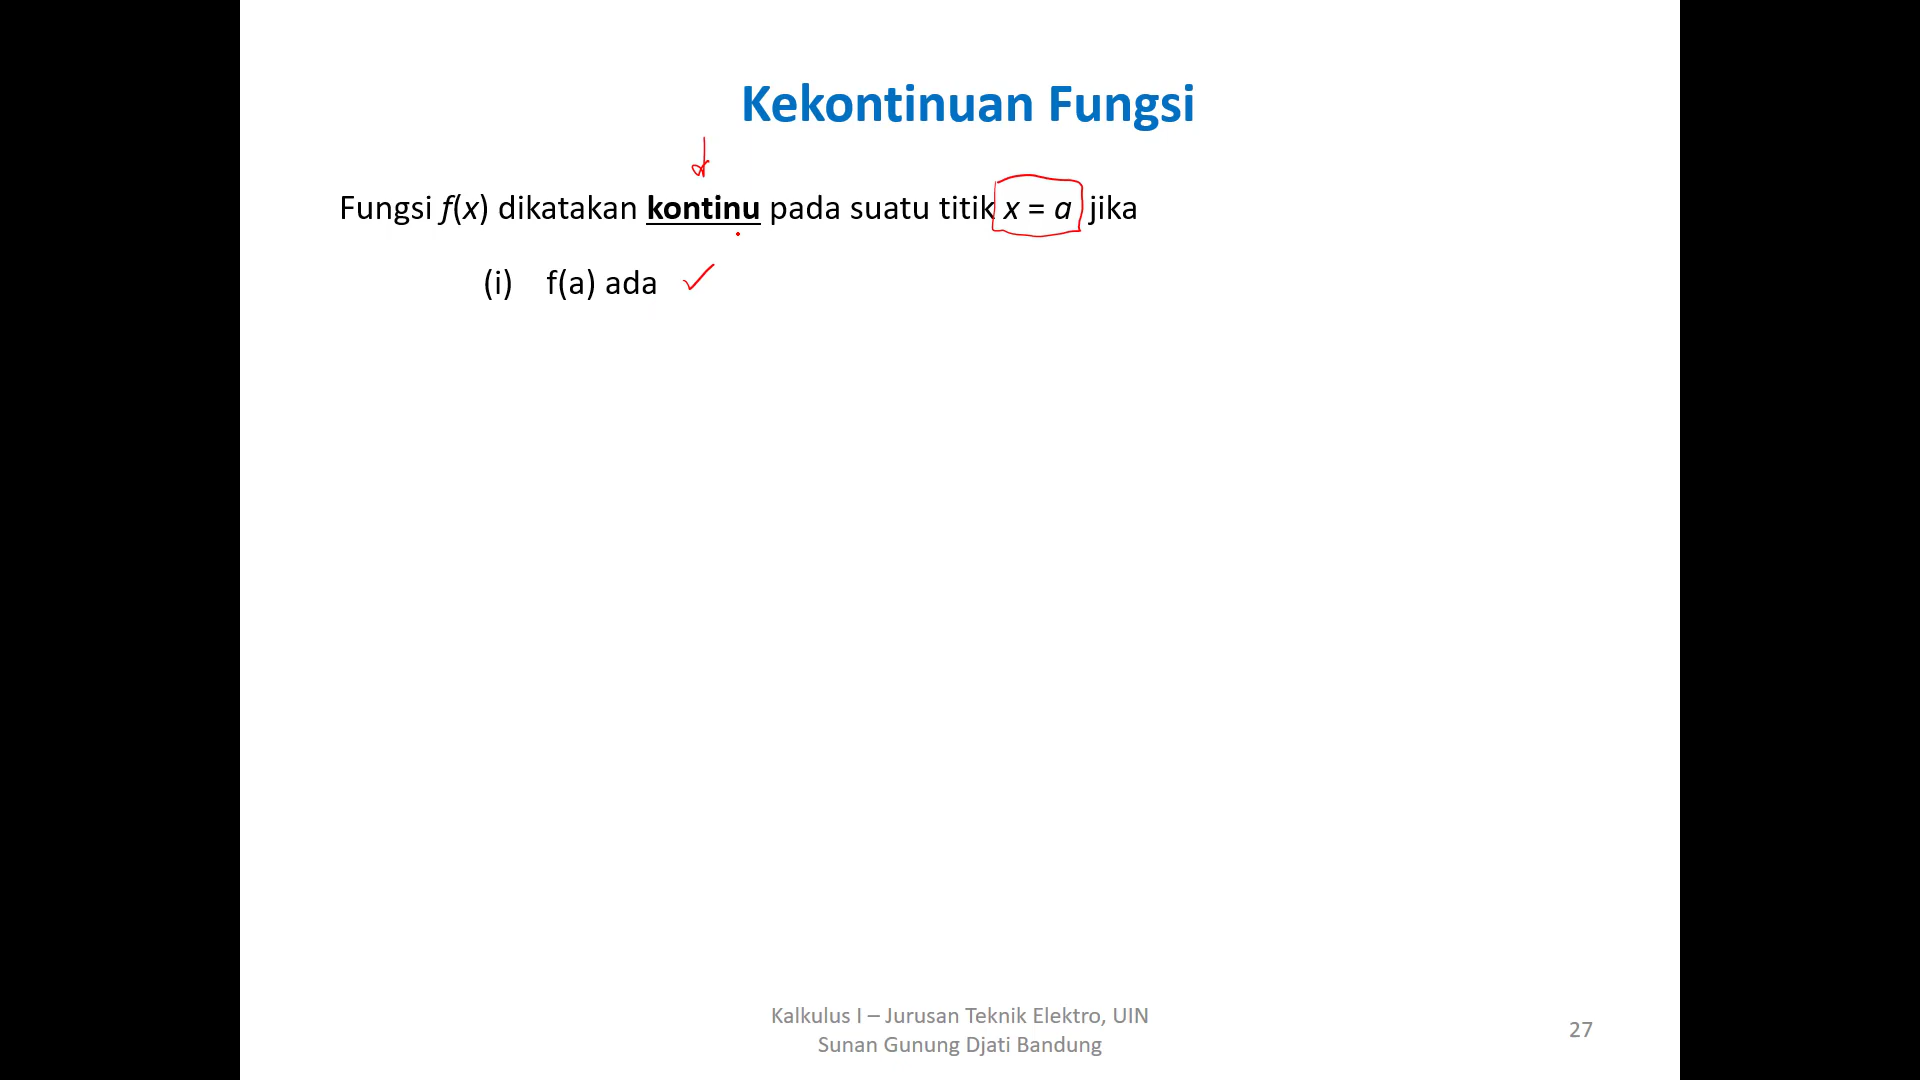 Kekontinuan Fungsi
Fungsi f(x) dikatakan kontinu pada suatu titik x = a jika
(i) f(a) ada
Kalkulus I – Jurusan Teknik Elektro, UIN
Sunan Gunung Djati Bandung
27